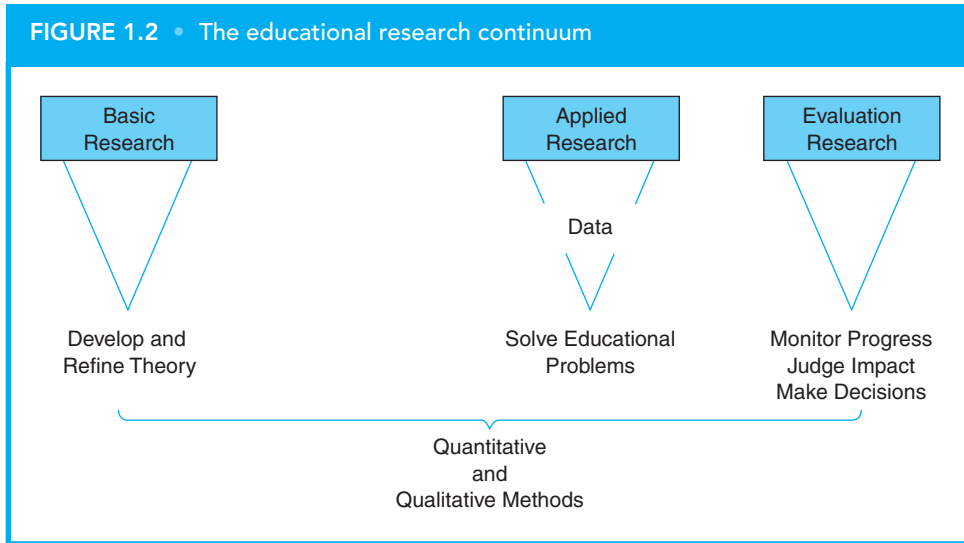 FIGURE 1.2 • The educational research continuum
Basic
Research
Applied
Research
Evaluation
Research
Data
Develop and
Refine Theory
Solve Educational
Problems
Monitor Progress
Judge Impact
Make Decisions
Quantitative
and
Qualitative Methods